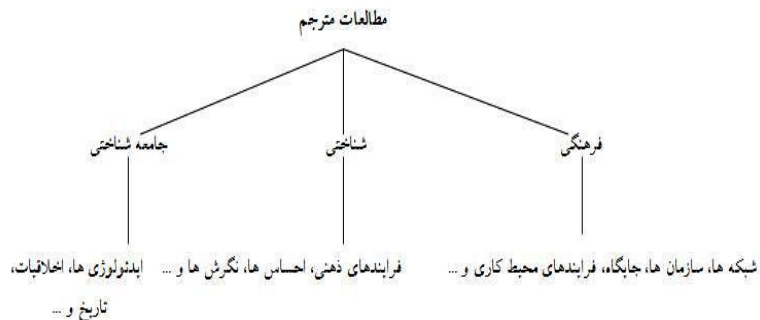 مطالعات مترجم
فرهنگی
شناختی
جامعه شناختی
شبکه ها، سازمان ها، جایگاه، فرایندهای محیط کاری و ...
فرایندهای ذهنی، احساس ها، نگرش ها و ...
ایدئولوژی ها، اخلاقیات،
تاریخ و ...